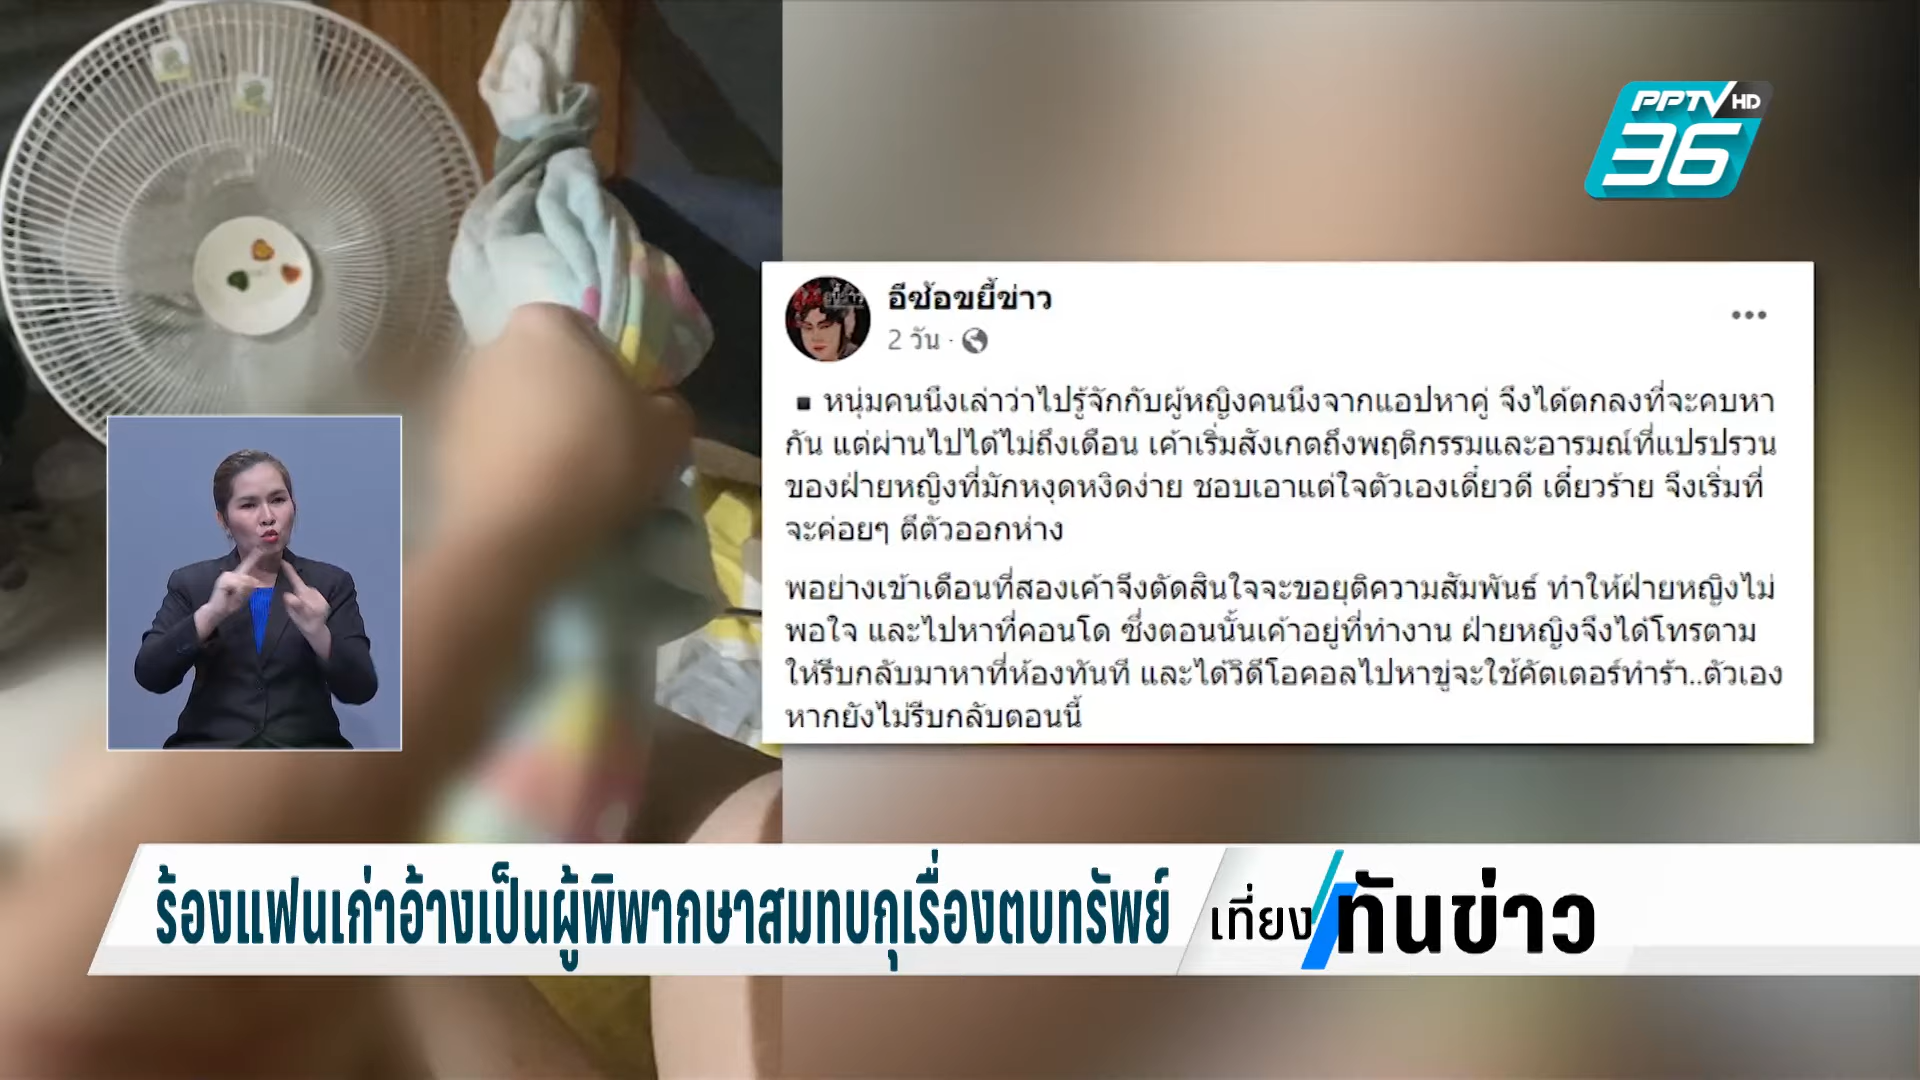 PPTV HD
36
อีซ้อขยี้ข่าว
2 วัน ·
▪ หนุ่มคนนึงเล่าว่าไปรู้จักกับผู้หญิงคนนึงจากแอปหาคู่ จึงได้ตกลงที่จะคบหา
กัน แต่ผ่านไปได้ไม่ถึงเดือน เค้าเริ่มสังเกตถึงพฤติกรรมและอารมณ์ที่แปรปรวน
ของฝ่ายหญิงที่มักหงุดหงิดง่าย ชอบเอาแต่ใจตัวเองเดี๋ยวดี เดี๋ยวร้าย จึงเริ่มที่
จะค่อยๆ ตีตัวออกห่าง
พอย่างเข้าเดือนที่สองเค้าจึงตัดสินใจจะขอยุติความสัมพันธ์ ทำให้ฝ่ายหญิงไม่
พอใจ และไปหาที่คอนโด ซึ่งตอนนั้นเค้าอยู่ที่ทำงาน ฝ่ายหญิงจึงได้โทรตาม
ให้รีบกลับมาหาที่ห้องทันที และได้วิดีโอคอลไปหาขู่จะใช้คัตเตอร์ทำร้า..ตัวเอง
หากยังไม่รีบกลับตอนนี้
ร้องแฟนเก่าอ้างเป็นผู้พิพากษาสมทบกุเรื่องตบทรัพย์
เที่ยงทันข่าว